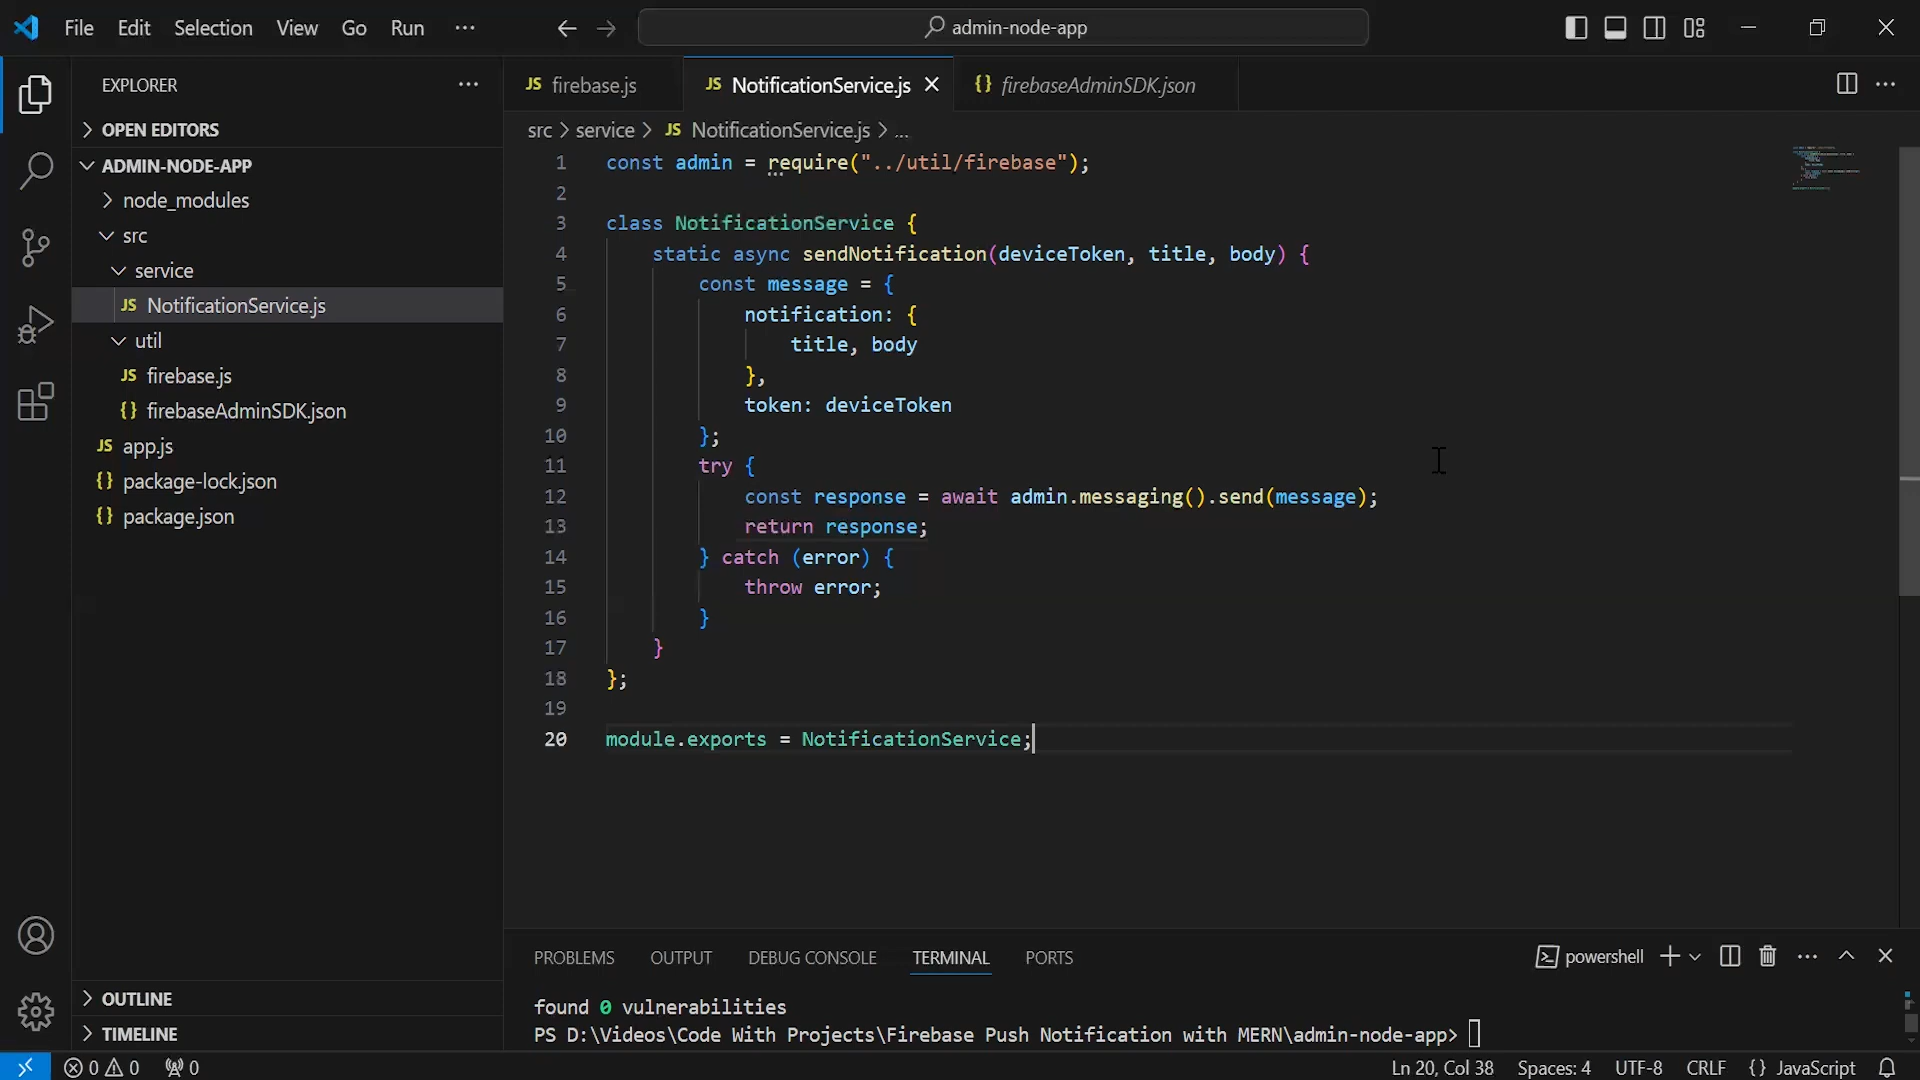 File Edit Selection View Go Run ···
admin-node-app
EXPLORER ···
OPEN EDITORS
ADMIN-NODE-APP
node_modules
src
service
JS NotificationService.js
util
JS firebase.js
{} firebaseAdminSDK.json
JS app.js
{} package-lock.json
{} package.json
OUTLINE
TIMELINE
JS firebase.js
JS NotificationService.js
{} firebaseAdminSDK.json
···
src > service > JS NotificationService.js > ...
1 const admin = require("../util/firebase");
2
3 class NotificationService {
4 static async sendNotification(deviceToken, title, body) {
5 const message = {
6 notification: {
7 title, body
8 },
9 token: deviceToken
10 };
11 try {
12 const response = await admin.messaging().send(message);
13 return response;
14 } catch (error) {
15 throw error;
16 }
17 }
18 };
19
20 module.exports = NotificationService;
PROBLEMS OUTPUT DEBUG CONSOLE TERMINAL PORTS
powershell ···
found 0 vulnerabilities
PS D:\Videos\Code With Projects\Firebase Push Notification with MERN\admin-node-app>
0 0 0
Ln 20, Col 38 Spaces: 4 UTF-8 CRLF {} JavaScript